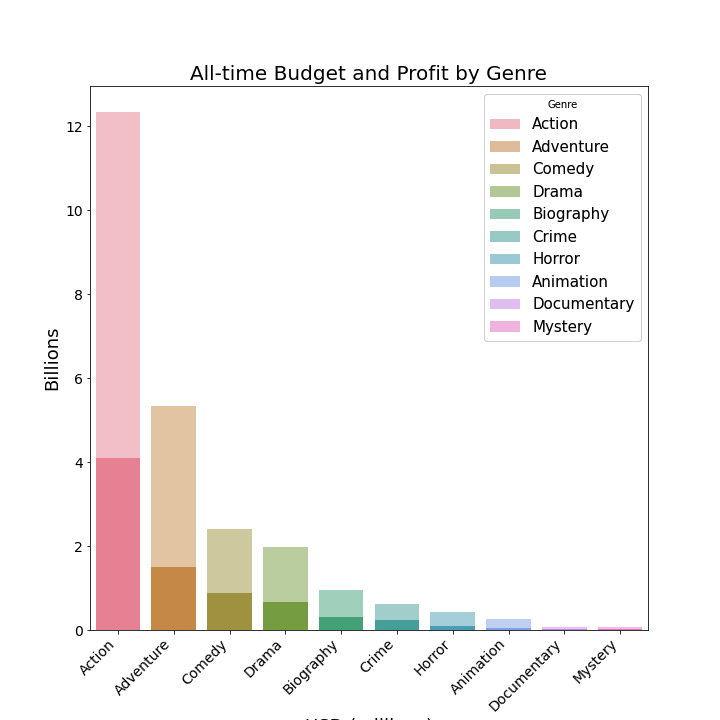 All-time Budget and Profit by Genre
Genre
Action
Adventure
Comedy
Drama
Biography
Crime
Horror
Animation
Documentary
Mystery
Billions
12
10
8
6
4
2
0
Action
Adventure
Comedy
Drama
Biography
Crime
Horror
Animation
Documentary
Mystery